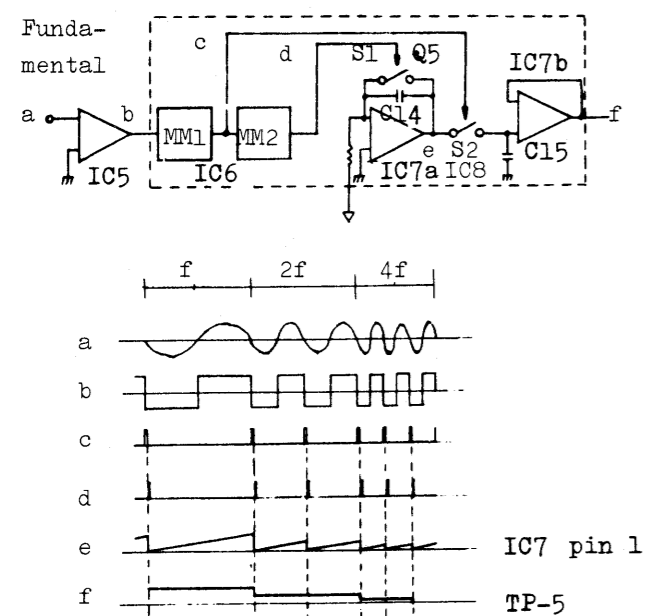 Funda-
mental
c
d
S1
Q5
IC7b
a
b
MM1
MM2
C14
f
IC5
IC6
IC7a
e
S2
IC8
C15
f
2f
4f
a
b
c
d
e
IC7 pin 1
f
TP-5